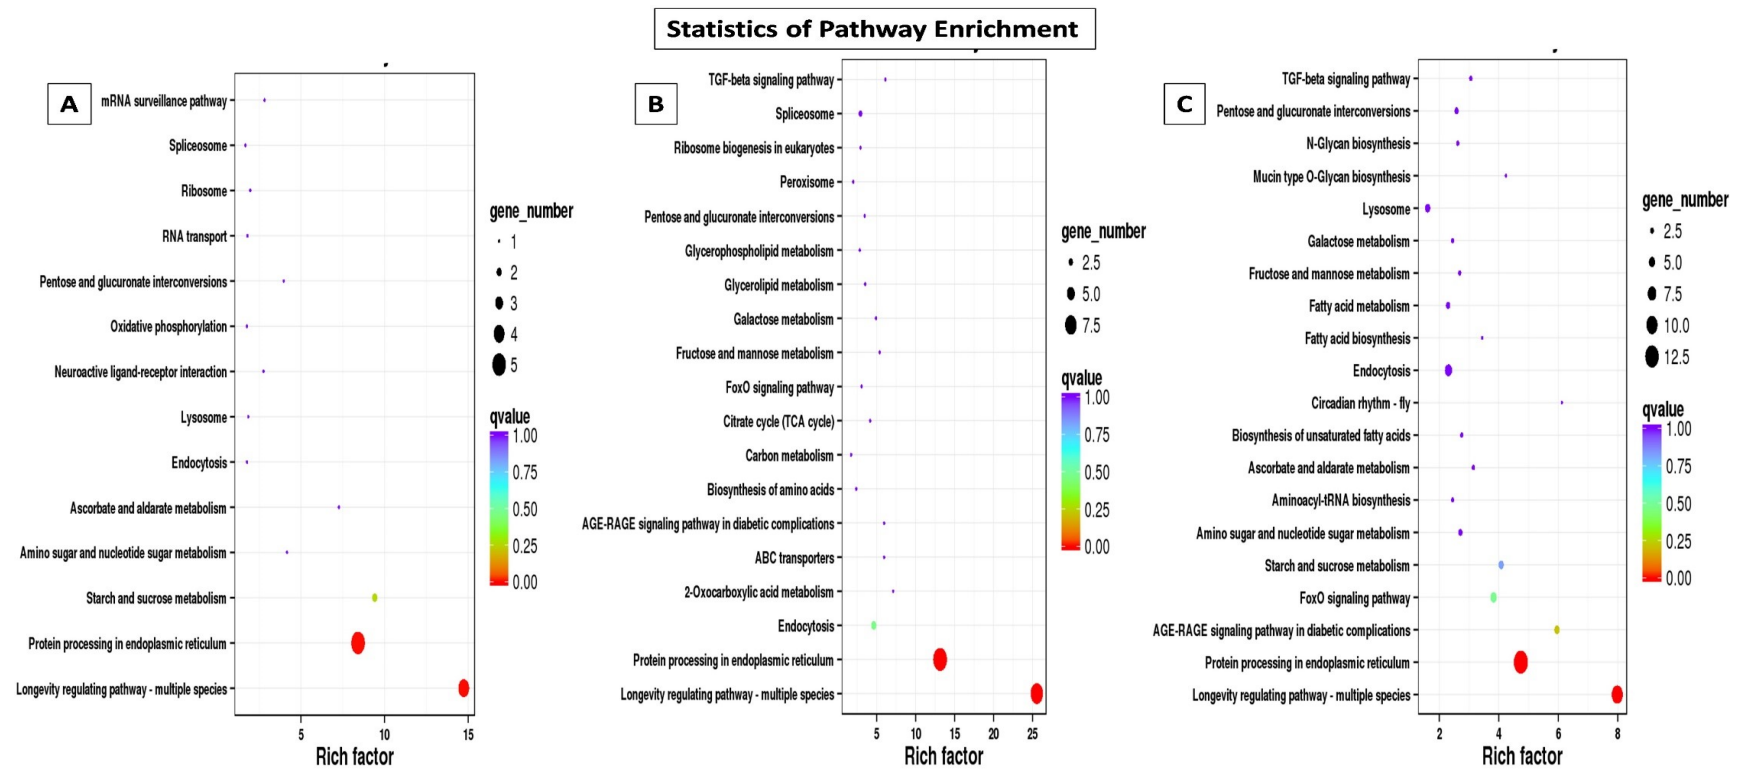 Statistics of Pathway Enrichment
A
mRNA surveillance pathway
Spliceosome
Ribosome
RNA transport
Pentose and glucuronate interconversions
Oxidative phosphorylation
Neuroactive ligand-receptor interaction
Lysosome
Endocytosis
Ascorbate and aldarate metabolism
Amino sugar and nucleotide sugar metabolism
Starch and sucrose metabolism
Protein processing in endoplasmic reticulum
Longevity regulating pathway - multiple species
5 10 15
Rich factor
gene_number
1
2
3
4
5
qvalue
1.00
0.75
0.50
0.25
0.00
B
TGF-beta signaling pathway
Spliceosome
Ribosome biogenesis in eukaryotes
Peroxisome
Pentose and glucuronate interconversions
Glycerophospholipid metabolism
Glycerolipid metabolism
Galactose metabolism
Fructose and mannose metabolism
FoxO signaling pathway
Citrate cycle (TCA cycle)
Carbon metabolism
Biosynthesis of amino acids
AGE-RAGE signaling pathway in diabetic complications
ABC transporters
2-Oxocarboxylic acid metabolism
Endocytosis
Protein processing in endoplasmic reticulum
Longevity regulating pathway - multiple species
5 10 15 20 25
Rich factor
gene_number
2.5
5.0
7.5
qvalue
1.00
0.75
0.50
0.25
0.00
C
TGF-beta signaling pathway
Pentose and glucuronate interconversions
N-Glycan biosynthesis
Mucin type O-Glycan biosynthesis
Lysosome
Galactose metabolism
Fructose and mannose metabolism
Fatty acid metabolism
Fatty acid biosynthesis
Endocytosis
Circadian rhythm - fly
Biosynthesis of unsaturated fatty acids
Ascorbate and aldarate metabolism
Aminoacyl-tRNA biosynthesis
Amino sugar and nucleotide sugar metabolism
Starch and sucrose metabolism
FoxO signaling pathway
AGE-RAGE signaling pathway in diabetic complications
Protein processing in endoplasmic reticulum
Longevity regulating pathway - multiple species
2 4 6 8
Rich factor
gene_number
2.5
5.0
7.5
10.0
12.5
qvalue
1.00
0.75
0.50
0.25
0.00